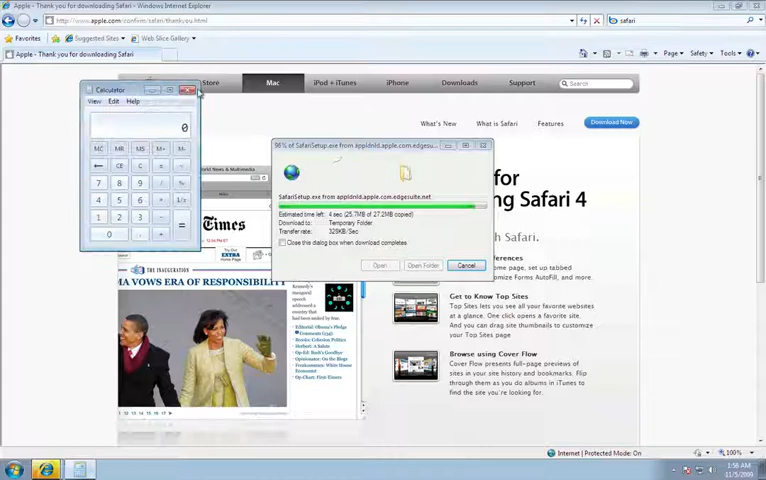 Apple - Thank you for downloading Safari - Windows Internet Explorer
http://www.apple.com/confirm/safari/thankyou.html
safari
Favorites
Suggested Sites
Web Slice Gallery
Apple - Thank you for downloading Safari
Page
Safety
Tools
Store
Mac
iPod + iTunes
iPhone
Downloads
Support
Search
What's New
What is Safari
Features
Download Now
Calculator
View Edit Help
0
MC MR MS M+ M-
← CE C ± √
7 8 9 / %
4 5 6 * 1/x
1 2 3 - =
0 . +
96% of SafariSetup.exe from appldnld.apple.com.edgesu...
SafariSetup.exe from appldnld.apple.com.edgesuite.net
Estimated time left: 4 sec (25.7MB of 27.2MB copied)
Download to: Temporary Folder
Transfer rate: 328KB/Sec
Close this dialog box when download completes
Open
Open Folder
Cancel
for
ng Safari 4
h Safari.
World News & Media
Times
THE INAUGURATION
MA VOWS ERA OF RESPONSIBILITY
Editorial: Obama's Pledge
Comments
Get to Know Top Sites
Top Sites lets you see all your favorite websites
at a glance. One click opens a favorite site.
And you can drag site thumbnails to customize
your Top Sites page
Browse using Cover Flow
Cover Flow presents full-page previews of
sites in your site history and bookmarks. Flip
through them as you do albums in iTunes to
find the site you're looking for.
Internet | Protected Mode: On
100%
1:56 AM
11/5/2009